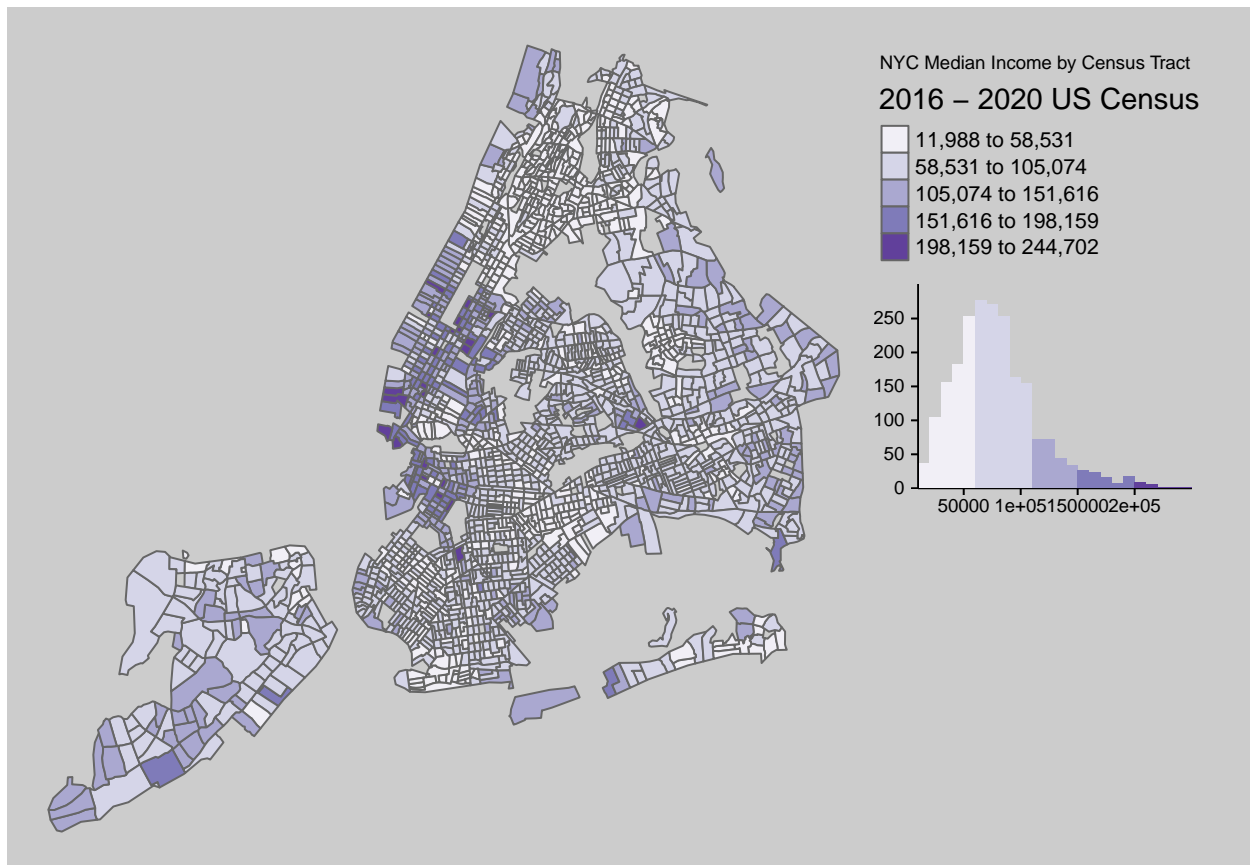 NYC Median Income by Census Tract
2016 − 2020 US Census
11,988 to 58,531
58,531 to 105,074
105,074 to 151,616
151,616 to 198,159
198,159 to 244,702
250
200
150
100
50
0
50000 1e+051500002e+05